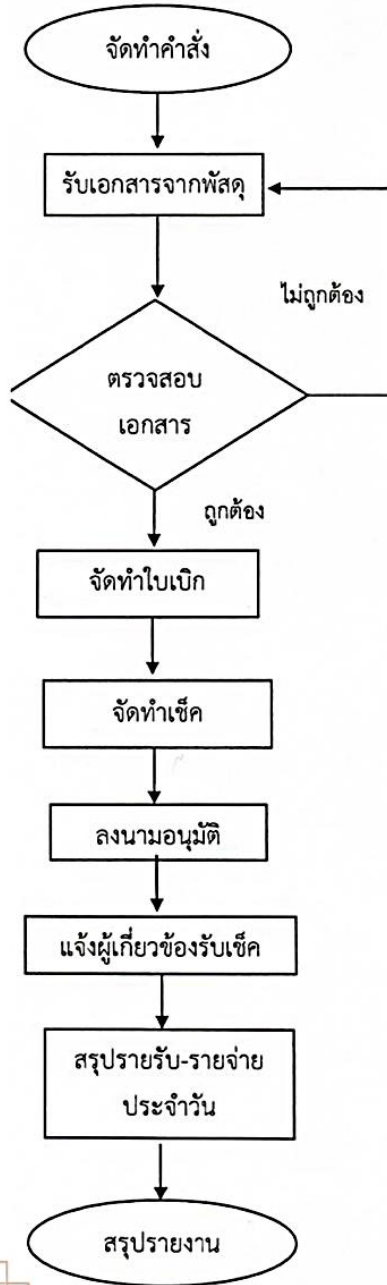 จัดทำคำสั่ง
รับเอกสารจากพัสดุ
ไม่ถูกต้อง
ตรวจสอบ
เอกสาร
ถูกต้อง
จัดทำใบเบิก
จัดทำเช็ค
ลงนามอนุมัติ
แจ้งผู้เกี่ยวข้องรับเช็ค
สรุปรายรับ-รายจ่าย
ประจำวัน
สรุปรายงาน